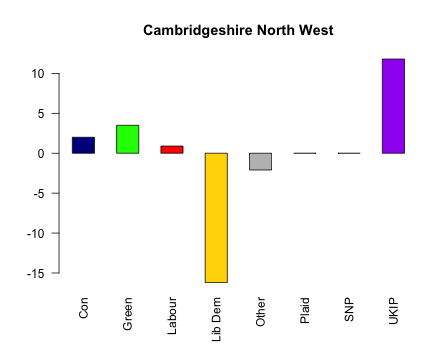 Cambridgeshire North West
10
5
0
-5
-10
-15
Con
Green
Labour
Lib Dem
Other
Plaid
SNP
UKIP